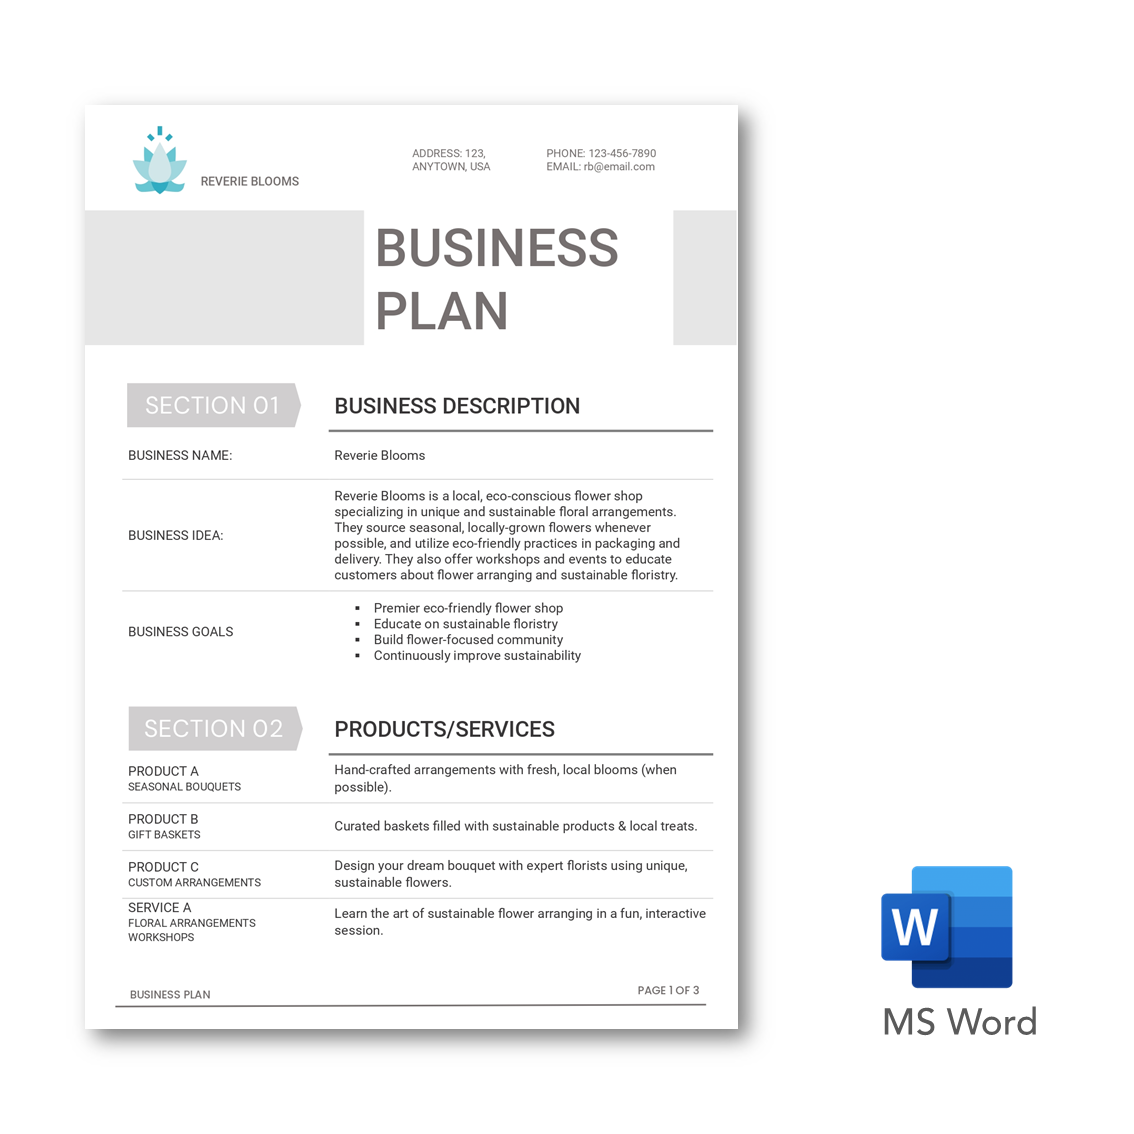 REVERIE BLOOMS
ADDRESS: 123,
ANYTOWN, USA
PHONE: 123-456-7890
EMAIL: rb@email.com
BUSINESS
PLAN
SECTION 01
BUSINESS DESCRIPTION
BUSINESS NAME:
Reverie Blooms
BUSINESS IDEA:
Reverie Blooms is a local, eco-conscious flower shop
specializing in unique and sustainable floral arrangements.
They source seasonal, locally-grown flowers whenever
possible, and utilize eco-friendly practices in packaging and
delivery. They also offer workshops and events to educate
customers about flower arranging and sustainable floristry.
BUSINESS GOALS
▪ Premier eco-friendly flower shop
▪ Educate on sustainable floristry
▪ Build flower-focused community
▪ Continuously improve sustainability
SECTION 02
PRODUCTS/SERVICES
PRODUCT A
SEASONAL BOUQUETS
Hand-crafted arrangements with fresh, local blooms (when
possible).
PRODUCT B
GIFT BASKETS
Curated baskets filled with sustainable products & local treats.
PRODUCT C
CUSTOM ARRANGEMENTS
Design your dream bouquet with expert florists using unique,
sustainable flowers.
SERVICE A
FLORAL ARRANGEMENTS
WORKSHOPS
Learn the art of sustainable flower arranging in a fun, interactive
session.
BUSINESS PLAN
PAGE 1 OF 3
W
MS Word